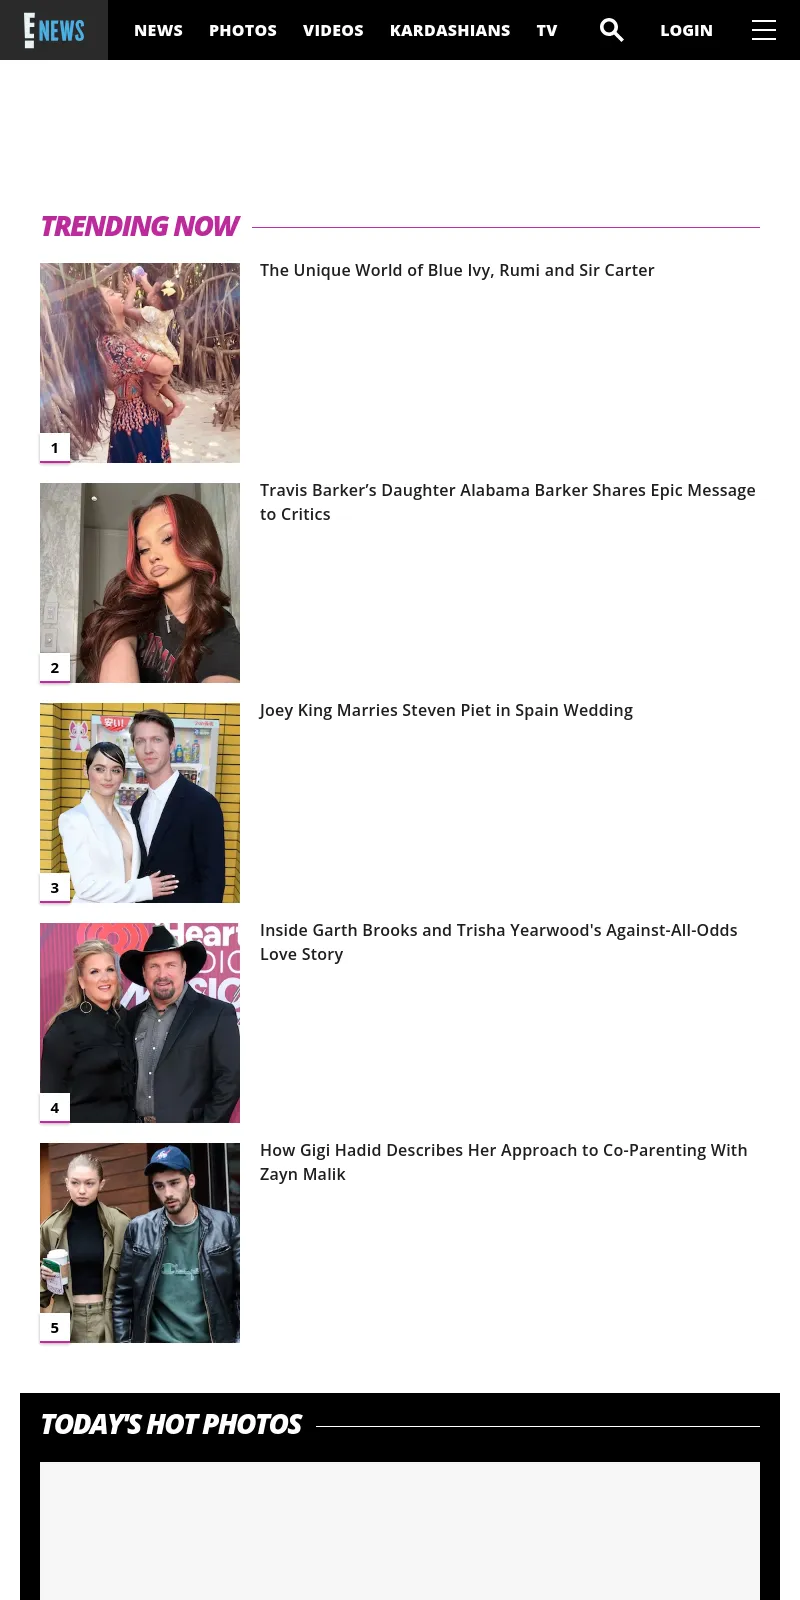 E! NEWS
NEWS PHOTOS VIDEOS KARDASHIANS TV LOGIN
TRENDING NOW
The Unique World of Blue Ivy, Rumi and Sir Carter
1
Travis Barker’s Daughter Alabama Barker Shares Epic Message
to Critics
2
Joey King Marries Steven Piet in Spain Wedding
3
Inside Garth Brooks and Trisha Yearwood's Against-All-Odds
Love Story
4
How Gigi Hadid Describes Her Approach to Co-Parenting With
Zayn Malik
Champion
5
TODAY'S HOT PHOTOS